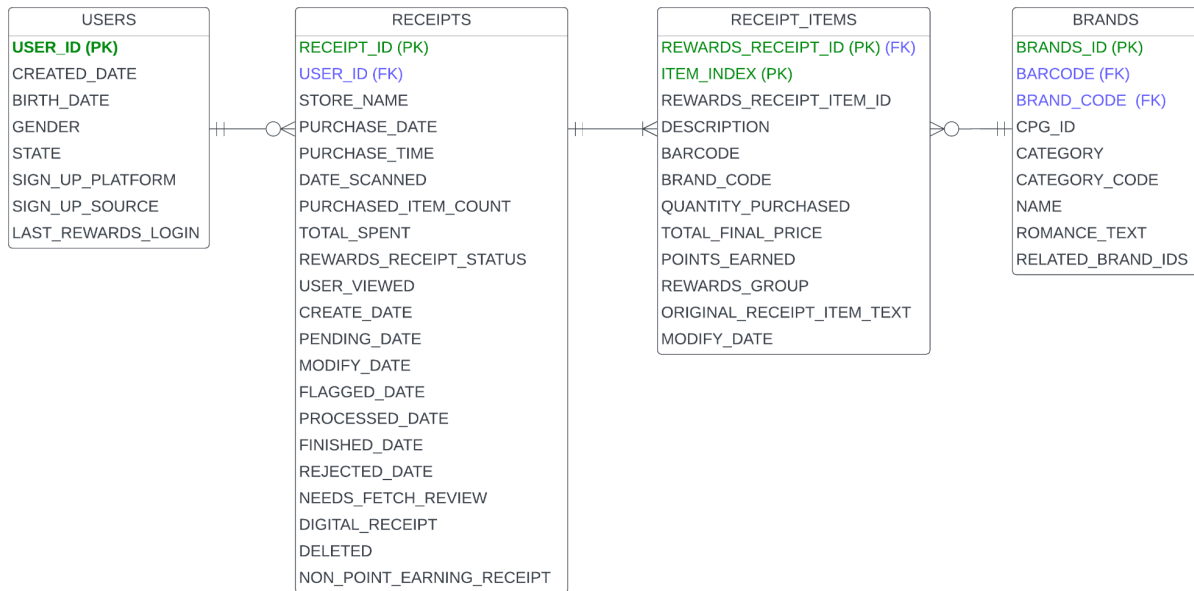 USERS
USER_ID (PK)
CREATED_DATE
BIRTH_DATE
GENDER
STATE
SIGN_UP_PLATFORM
SIGN_UP_SOURCE
LAST_REWARDS_LOGIN
RECEIPTS
RECEIPT_ID (PK)
USER_ID (FK)
STORE_NAME
PURCHASE_DATE
PURCHASE_TIME
DATE_SCANNED
PURCHASED_ITEM_COUNT
TOTAL_SPENT
REWARDS_RECEIPT_STATUS
USER_VIEWED
CREATE_DATE
PENDING_DATE
MODIFY_DATE
FLAGGED_DATE
PROCESSED_DATE
FINISHED_DATE
REJECTED_DATE
NEEDS_FETCH_REVIEW
DIGITAL_RECEIPT
DELETED
NON_POINT_EARNING_RECEIPT
RECEIPT_ITEMS
REWARDS_RECEIPT_ID (PK) (FK)
ITEM_INDEX (PK)
REWARDS_RECEIPT_ITEM_ID
DESCRIPTION
BARCODE
BRAND_CODE
QUANTITY_PURCHASED
TOTAL_FINAL_PRICE
POINTS_EARNED
REWARDS_GROUP
ORIGINAL_RECEIPT_ITEM_TEXT
MODIFY_DATE
BRANDS
BRANDS_ID (PK)
BARCODE (FK)
BRAND_CODE (FK)
CPG_ID
CATEGORY
CATEGORY_CODE
NAME
ROMANCE_TEXT
RELATED_BRAND_IDS